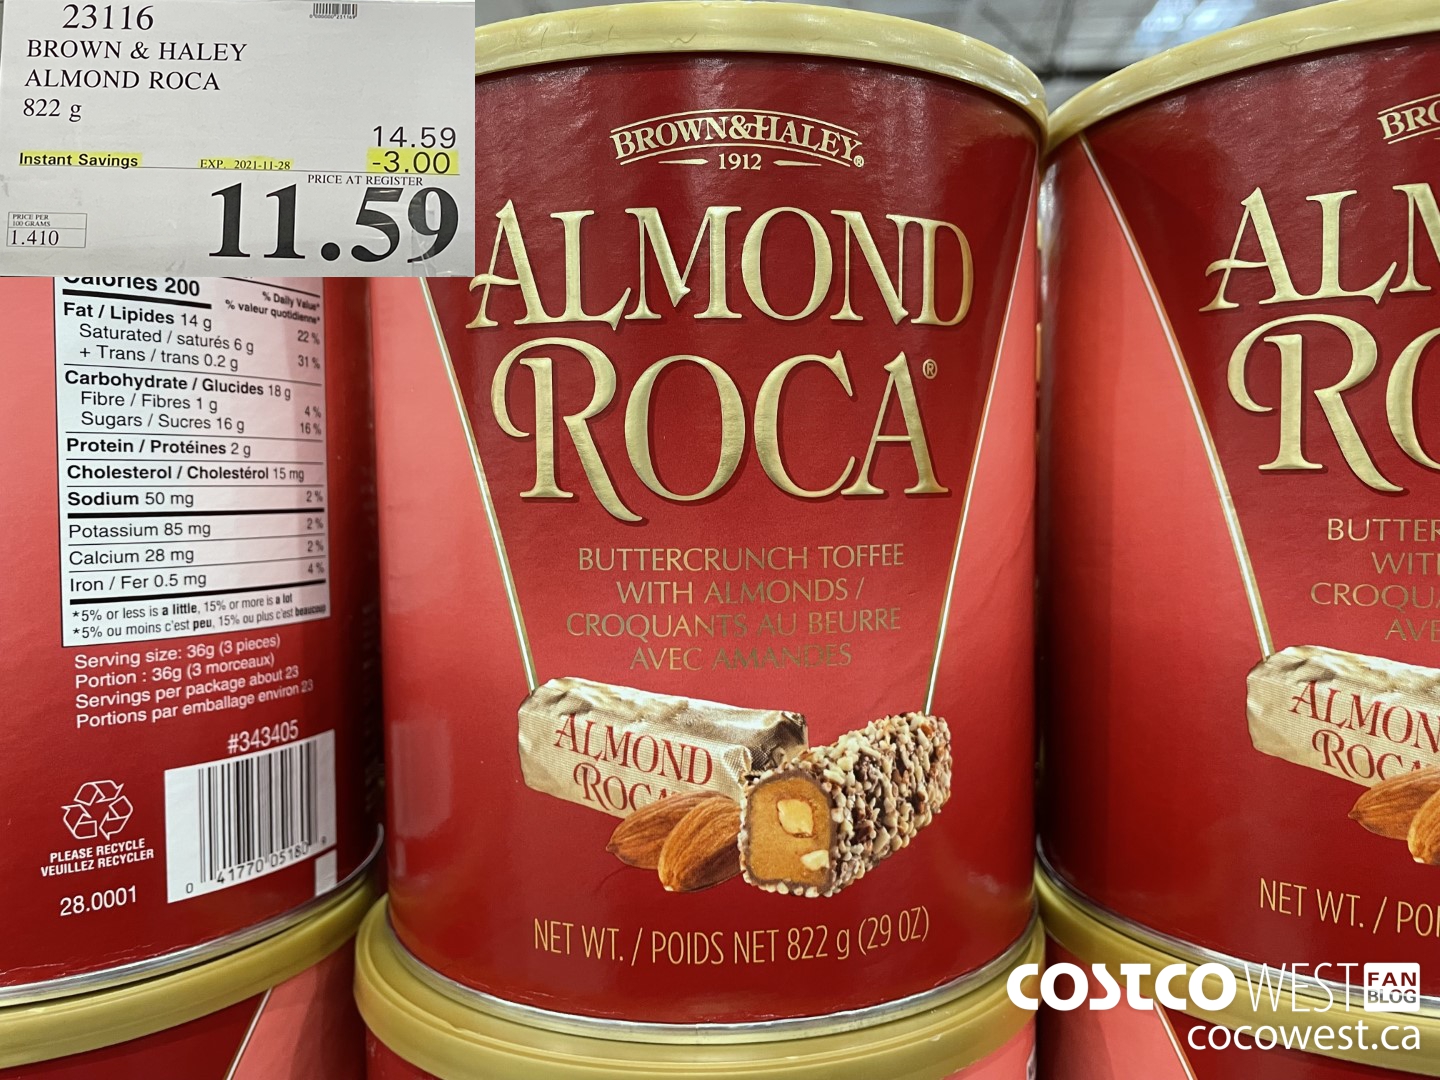 23116
BROWN & HALEY
ALMOND ROCA
822 g
14.59
Instant Savings EXP. 2021-11-28 -3.00
PRICE AT REGISTER
11.59
PRICE PER
100 GRAMS
1.410
Calories 200
% Daily Value*
% valeur quotidienne*
Fat / Lipides 14 g 22 %
Saturated / saturés 6 g
+ Trans / trans 0.2 g 31 %
Carbohydrate / Glucides 18 g
Fibre / Fibres 1 g 4 %
Sugars / Sucres 16 g 16 %
Protein / Protéines 2 g
Cholesterol / Cholestérol 15 mg
Sodium 50 mg 2 %
Potassium 85 mg 2 %
Calcium 28 mg 2 %
Iron / Fer 0.5 mg 4 %
*5% or less is a little, 15% or more is a lot
*5% ou moins c'est peu, 15% ou plus c'est beaucoup
Serving size: 36g (3 pieces)
Portion : 36g (3 morceaux)
Servings per package about 23
Portions par emballage environ 23
#343405
PLEASE RECYCLE
VEUILLEZ RECYCLER
28.0001
0 41770 05180 9
BROWN&HALEY®
1912
ALMOND
ROCA®
BUTTERCRUNCH TOFFEE
WITH ALMONDS /
CROQUANTS AU BEURRE
AVEC AMANDES
ALMOND
ROCA
NET WT. / POIDS NET 822 g (29 OZ)
BRO
ALM
RO
BUTTER
WITH
CROQUA
AVE
ALMON
ROCA
NET WT. / POI
COSTCO WEST FAN
BLOG
cocowest.ca